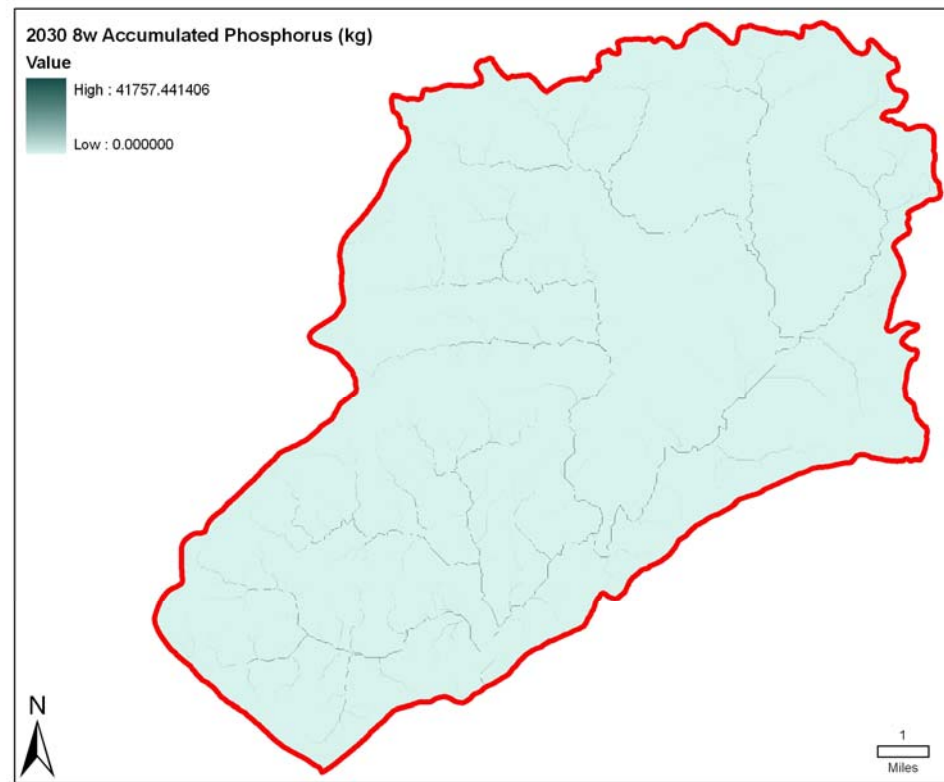 2030 8w Accumulated Phosphorus (kg)
Value
High : 41757.441406
Low : 0.000000
N
1
Miles